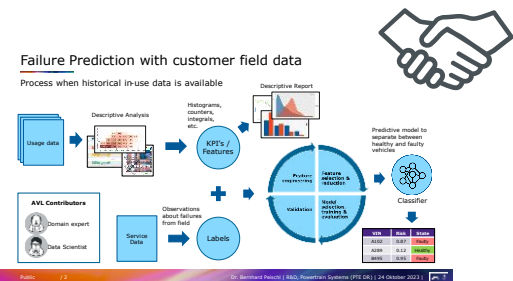 Failure Prediction with customer field data
Process when historical in-use data is available
Descriptive Report
Descriptive Analysis
Histograms,
counters,
integrals,
etc.
Usage data
KPI's /
Features
Predictive model to
separate between
healthy and faulty
vehicles
Feature
engineering
Feature
selection &
reduction
Validation
Model
selection,
training &
evaluation
Classifier
AVL Contributors
Domain expert
Data Scientist
Observations
about failures
from field
Service
Data
Labels
VIN Risk State
A102 0.87 Faulty
A289 0.12 Healthy
B495 0.95 Faulty
Public / 2 Dr. Bernhard Peischl | R&D, Powertrain Systems (PTE DR) | 24 Oktober 2023 |